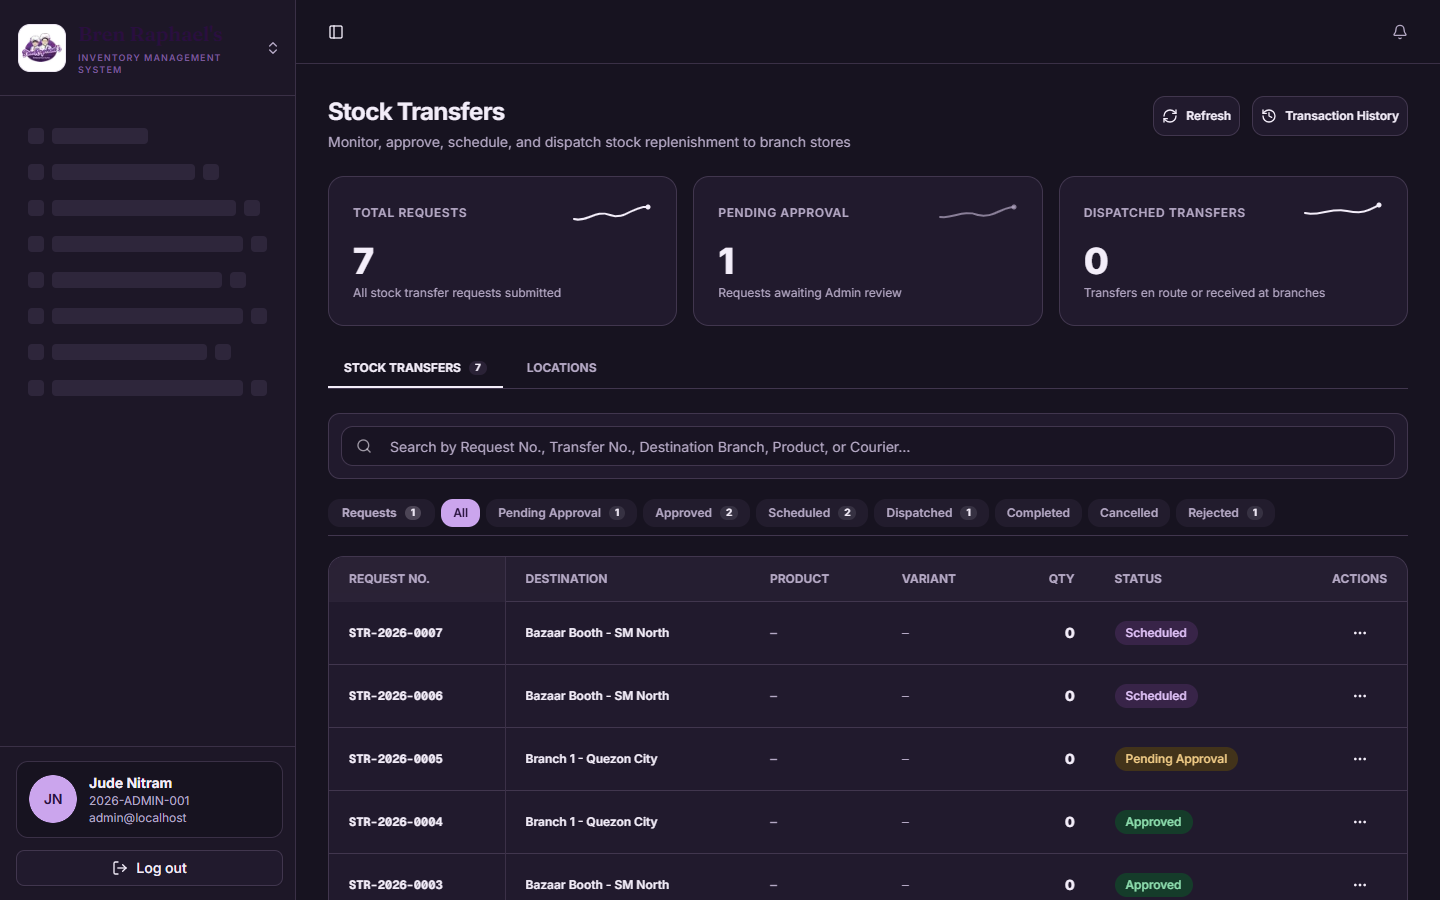 INVENTORY MANAGEMENT
SYSTEM
Stock Transfers
Monitor, approve, schedule, and dispatch stock replenishment to branch stores
Refresh
Transaction History
TOTAL REQUESTS
7
All stock transfer requests submitted
PENDING APPROVAL
1
Requests awaiting Admin review
DISPATCHED TRANSFERS
0
Transfers en route or received at branches
STOCK TRANSFERS 7
LOCATIONS
Search by Request No., Transfer No., Destination Branch, Product, or Courier...
Requests 1
All
Pending Approval 1
Approved 2
Scheduled 2
Dispatched 1
Completed
Cancelled
Rejected 1
REQUEST NO. DESTINATION PRODUCT VARIANT QTY STATUS ACTIONS
STR-2026-0007 Bazaar Booth - SM North – – 0 Scheduled ...
STR-2026-0006 Bazaar Booth - SM North – – 0 Scheduled ...
STR-2026-0005 Branch 1 - Quezon City – – 0 Pending Approval ...
STR-2026-0004 Branch 1 - Quezon City – – 0 Approved ...
STR-2026-0003 Bazaar Booth - SM North – – 0 Approved ...
JN
Jude Nitram
2026-ADMIN-001
admin@localhost
Log out